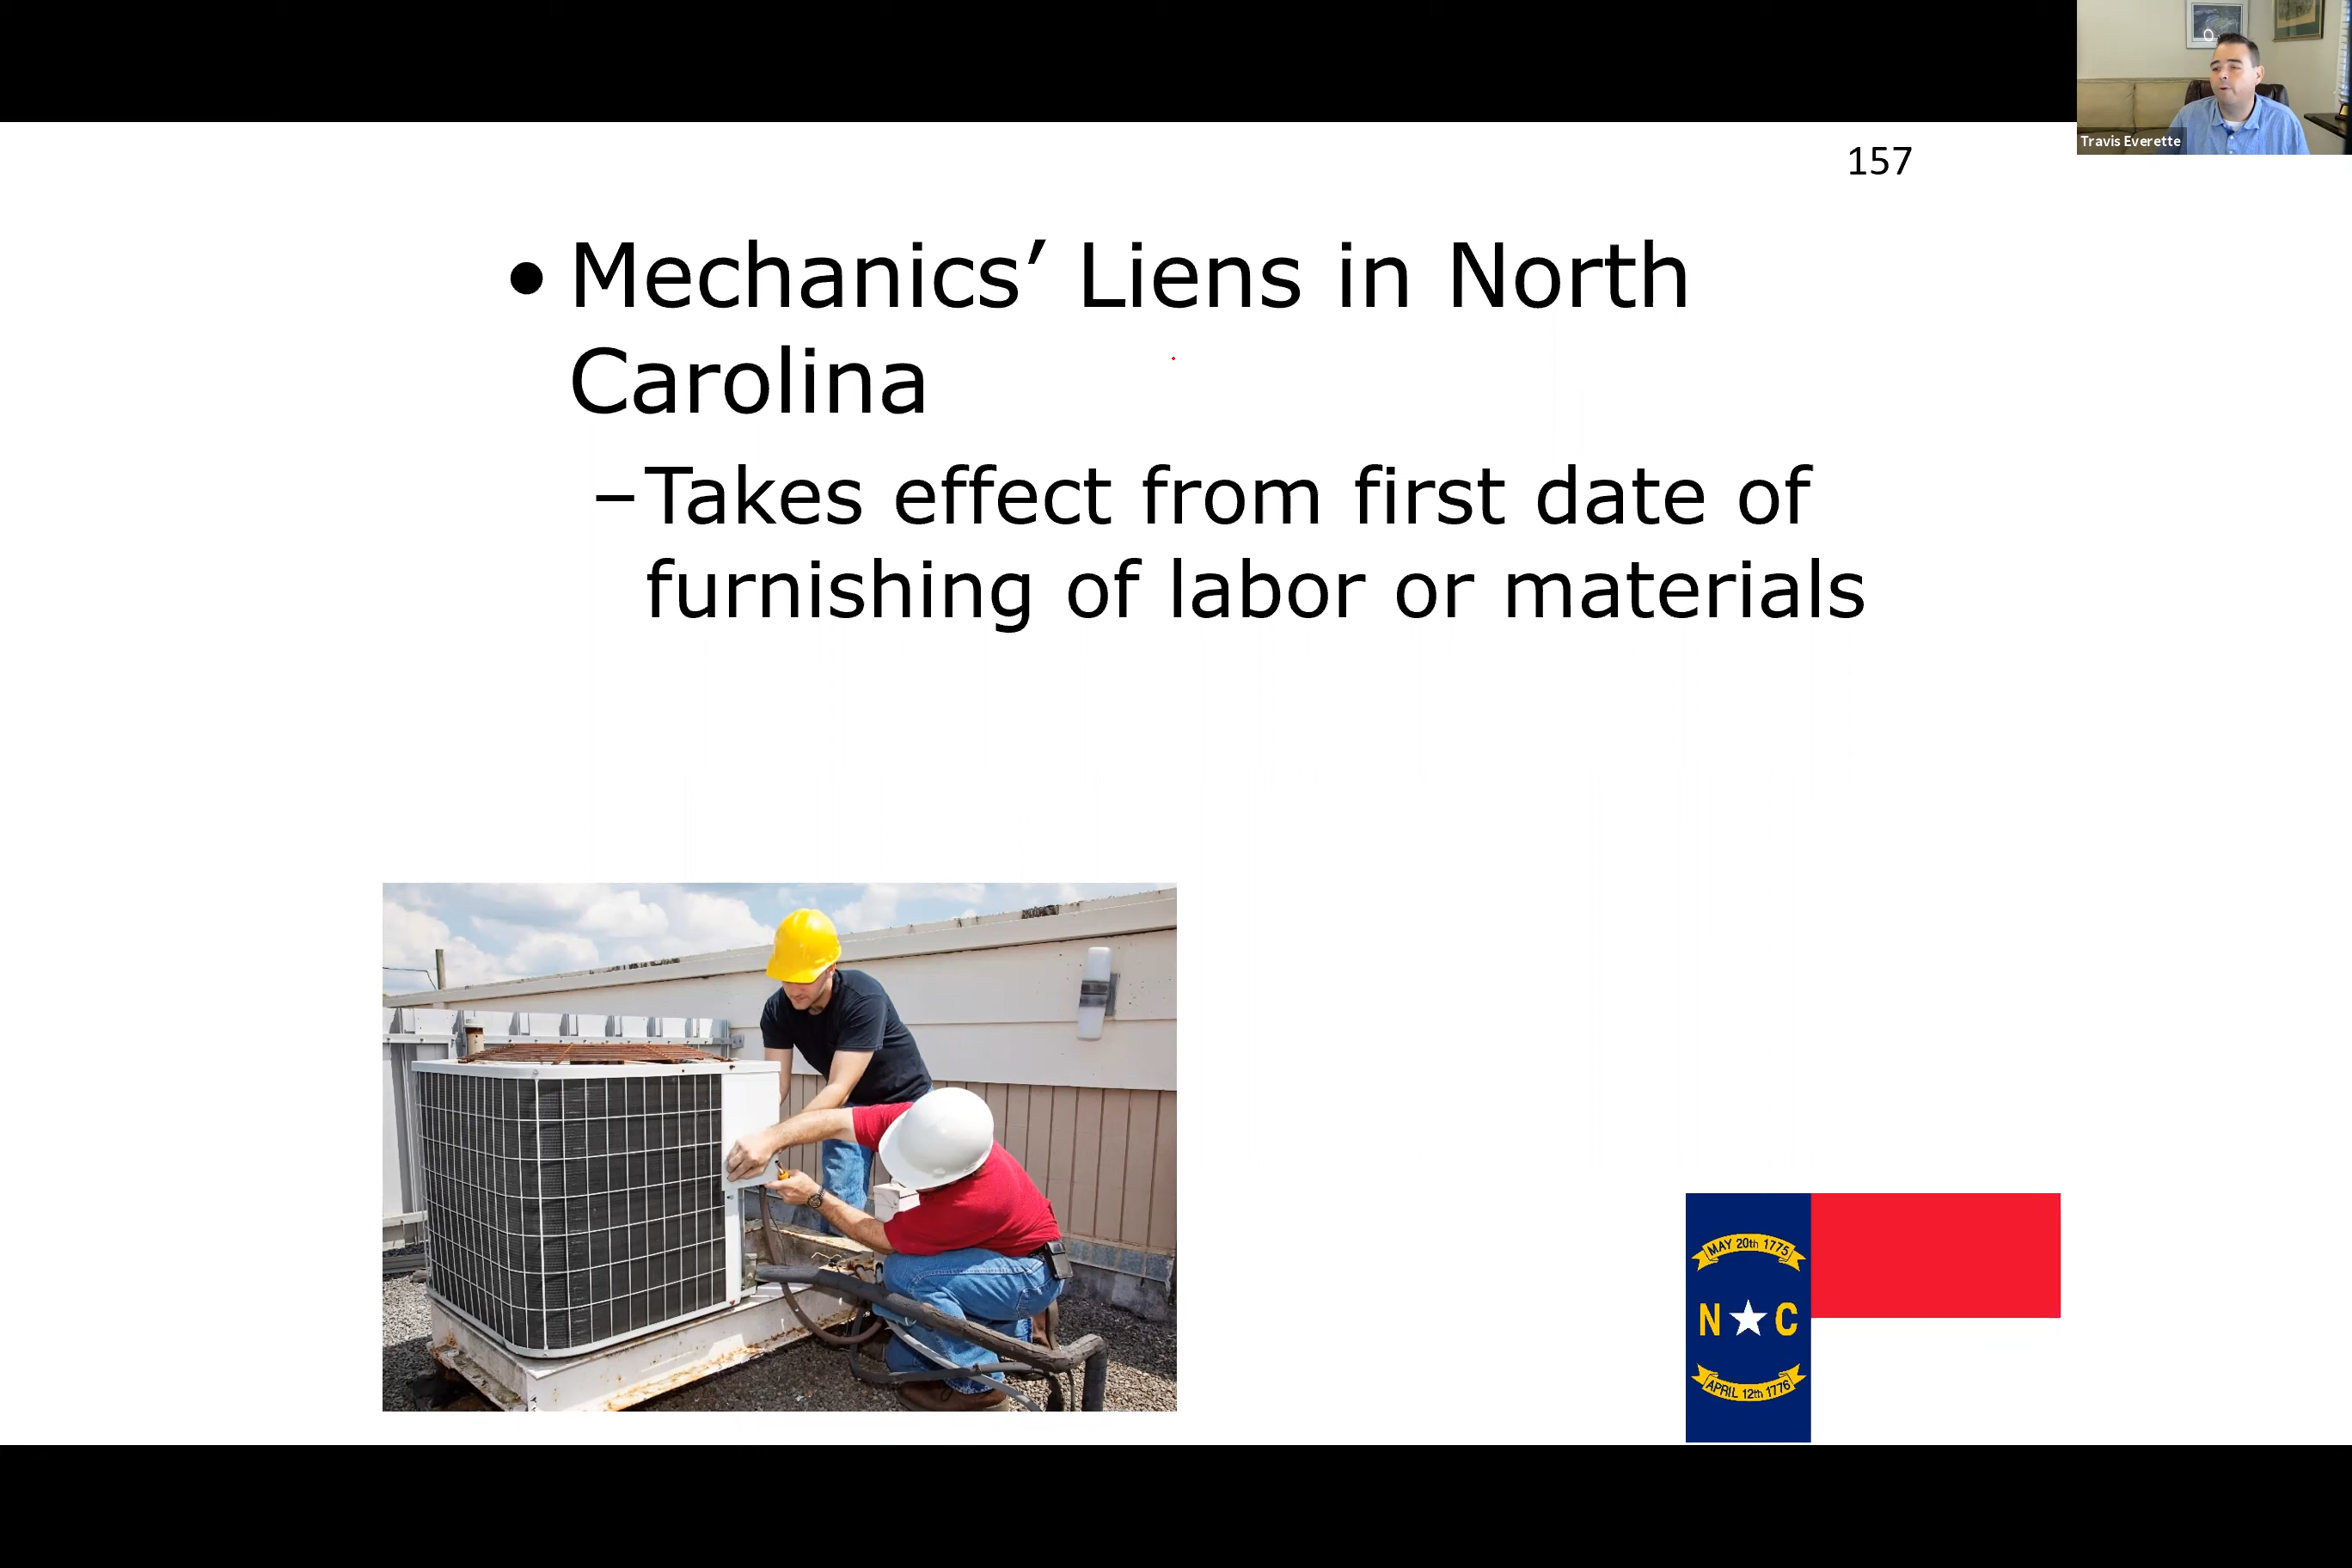 Travis Everette
157
• Mechanics’ Liens in North
Carolina
–Takes effect from first date of
furnishing of labor or materials
MAY 20th 1775
N ★ C
APRIL 12th 1776